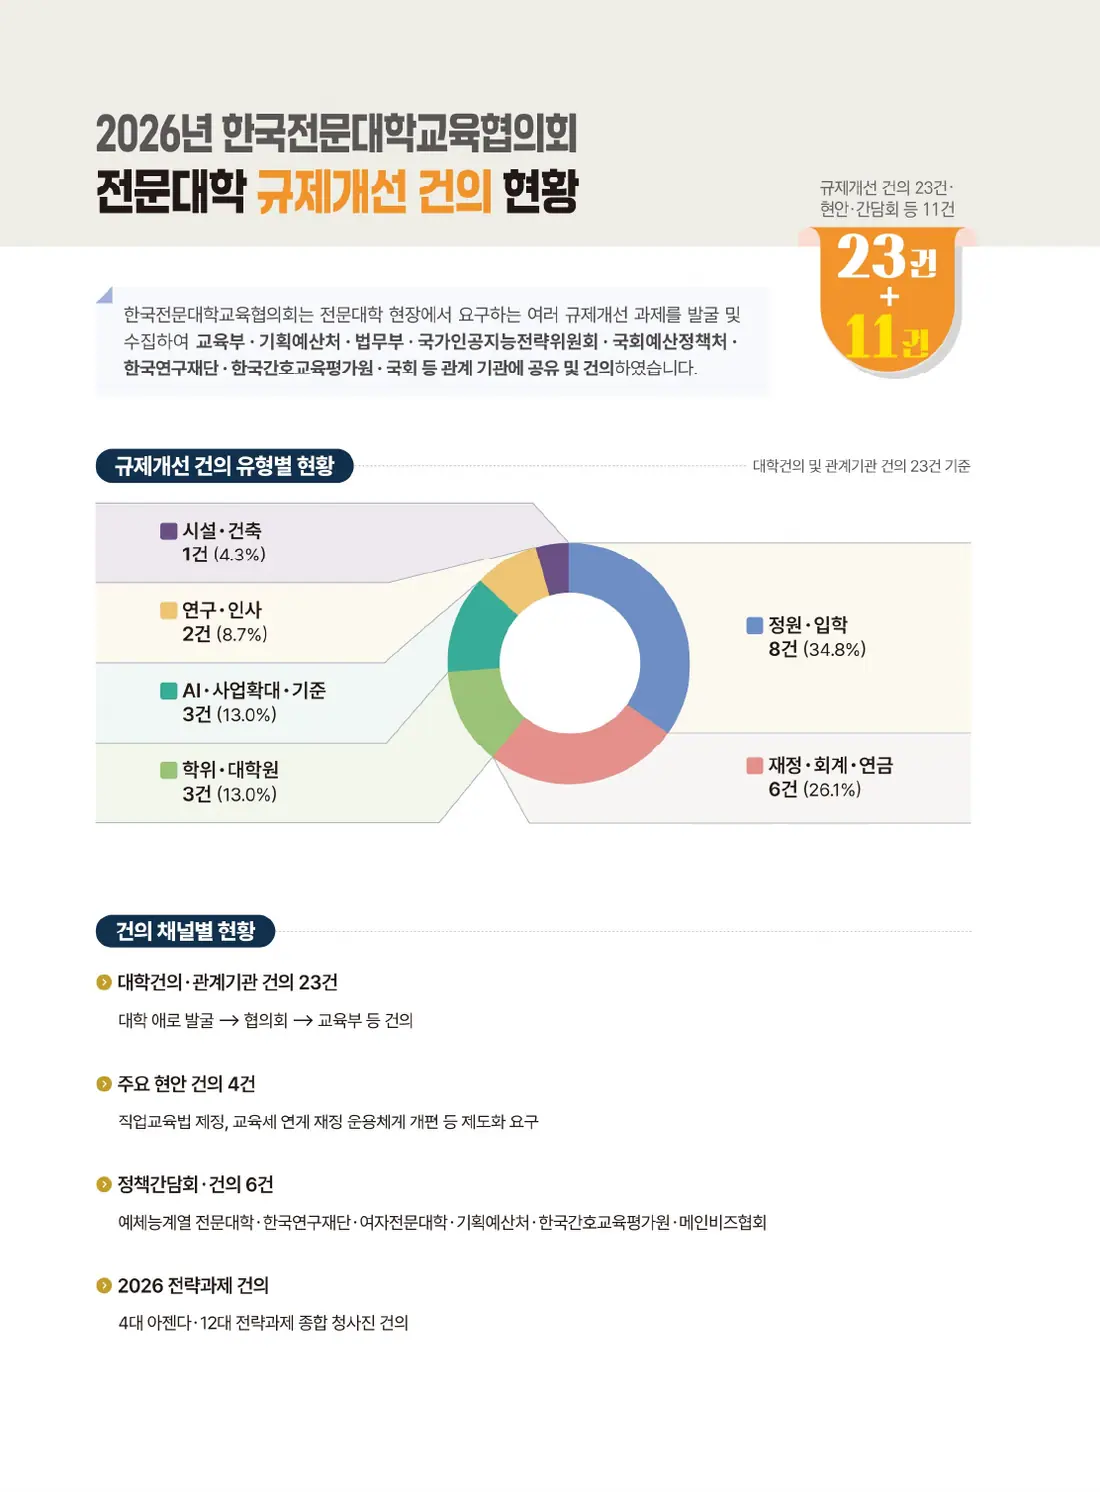 2026년 한국전문대학교육협의회
전문대학 규제개선 건의 현황
규제개선 건의 23건·
현안·간담회 등 11건
23건
+
11건
한국전문대학교육협의회는 전문대학 현장에서 요구하는 여러 규제개선 과제를 발굴 및
수집하여 교육부·기획예산처·법무부·국가인공지능전략위원회·국회예산정책처·
한국연구재단·한국간호교육평가원·국회 등 관계 기관에 공유 및 건의하였습니다.
규제개선 건의 유형별 현황
대학건의 및 관계기관 건의 23건 기준
시설·건축
1건 (4.3%)
연구·인사
2건 (8.7%)
AI·사업확대·기준
3건 (13.0%)
학위·대학원
3건 (13.0%)
정원·입학
8건 (34.8%)
재정·회계·연금
6건 (26.1%)
건의 채널별 현황
대학건의·관계기관 건의 23건
대학 애로 발굴 → 협의회 → 교육부 등 건의
주요 현안 건의 4건
직업교육법 제정, 교육세 연계 재정 운용체계 개편 등 제도화 요구
정책간담회·건의 6건
예체능계열 전문대학·한국연구재단·여자전문대학·기획예산처·한국간호교육평가원·메인비즈협회
2026 전략과제 건의
4대 아젠다·12대 전략과제 종합 청사진 건의